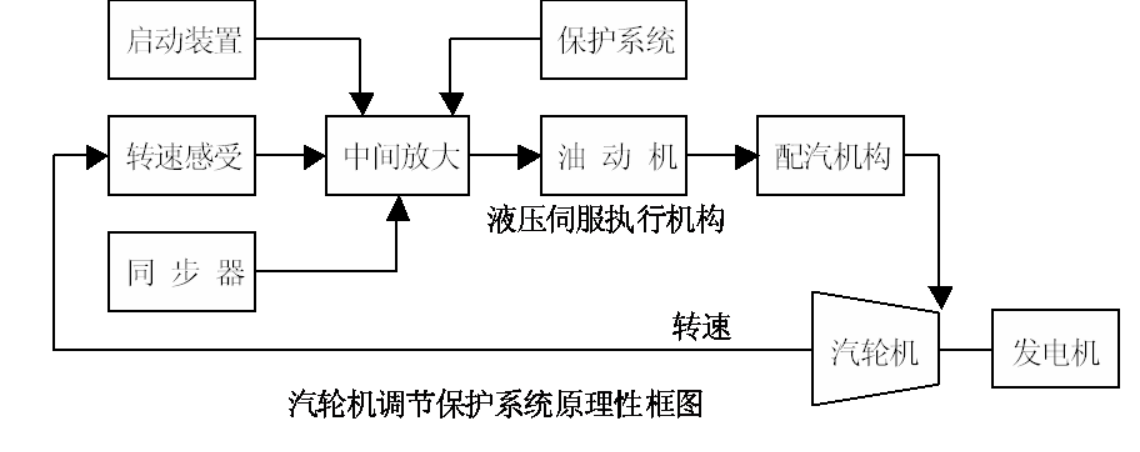 启动装置
保护系统
转速感受
中间放大
油 动 机
配汽机构
液压伺服执行机构
同 步 器
转速
汽轮机
发电机
汽轮机调节保护系统原理性框图